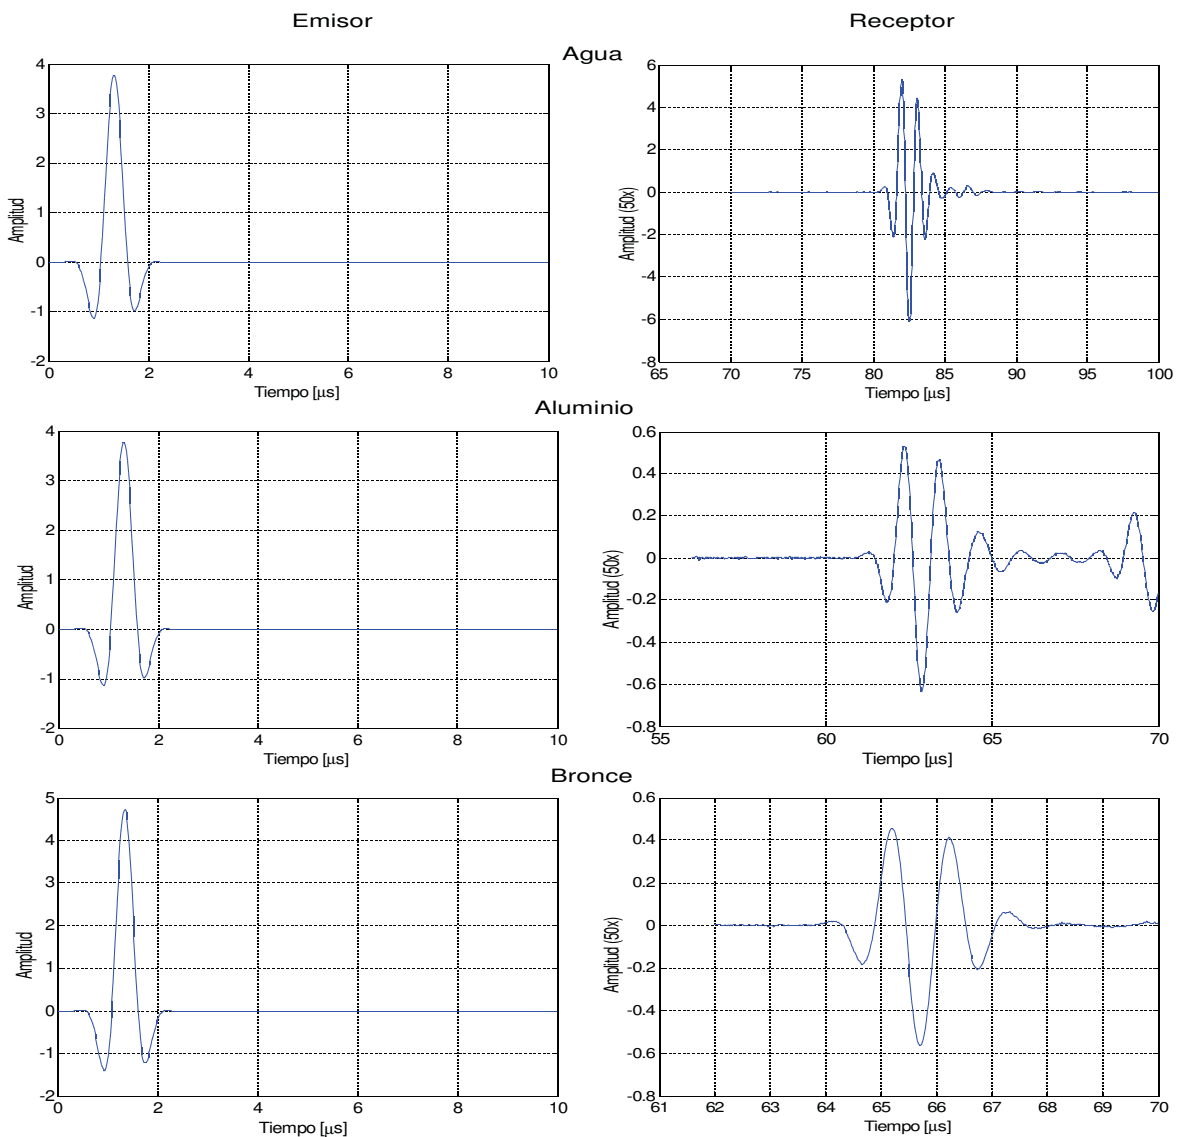 Emisor
Receptor
Agua
4
3
2
1
0
-1
-2
Amplitud
0 2 4 6 8 10
Tiempo [μs]
6
4
2
0
-2
-4
-6
-8
Amplitud (50x)
65 70 75 80 85 90 95 100
Tiempo [μs]
Aluminio
4
3
2
1
0
-1
-2
Amplitud
0 2 4 6 8 10
Tiempo [μs]
0.6
0.4
0.2
0
-0.2
-0.4
-0.6
-0.8
Amplitud (50x)
55 60 65 70
Tiempo [μs]
Bronce
5
4
3
2
1
0
-1
-2
Amplitud
0 2 4 6 8 10
Tiempo [μs]
0.6
0.4
0.2
0
-0.2
-0.4
-0.6
-0.8
Amplitud (50x)
61 62 63 64 65 66 67 68 69 70
Tiempo [μs]